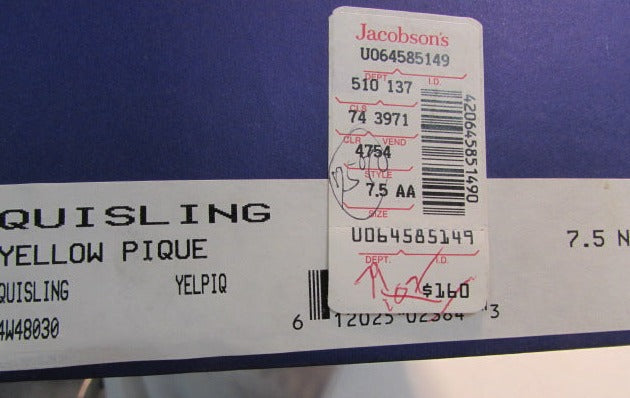 Jacobson's
U064585149
DEPT. I.D.
510 137
CLS
74 3971
CLR VEND
4754
STYLE
7.5 AA
SIZE
U064585149
DEPT. I.D.
$160
420645851490
QUISLING
YELLOW PIQUE
QUISLING YELPIQ
4W48030
7.5 N
6 12025 02384 3